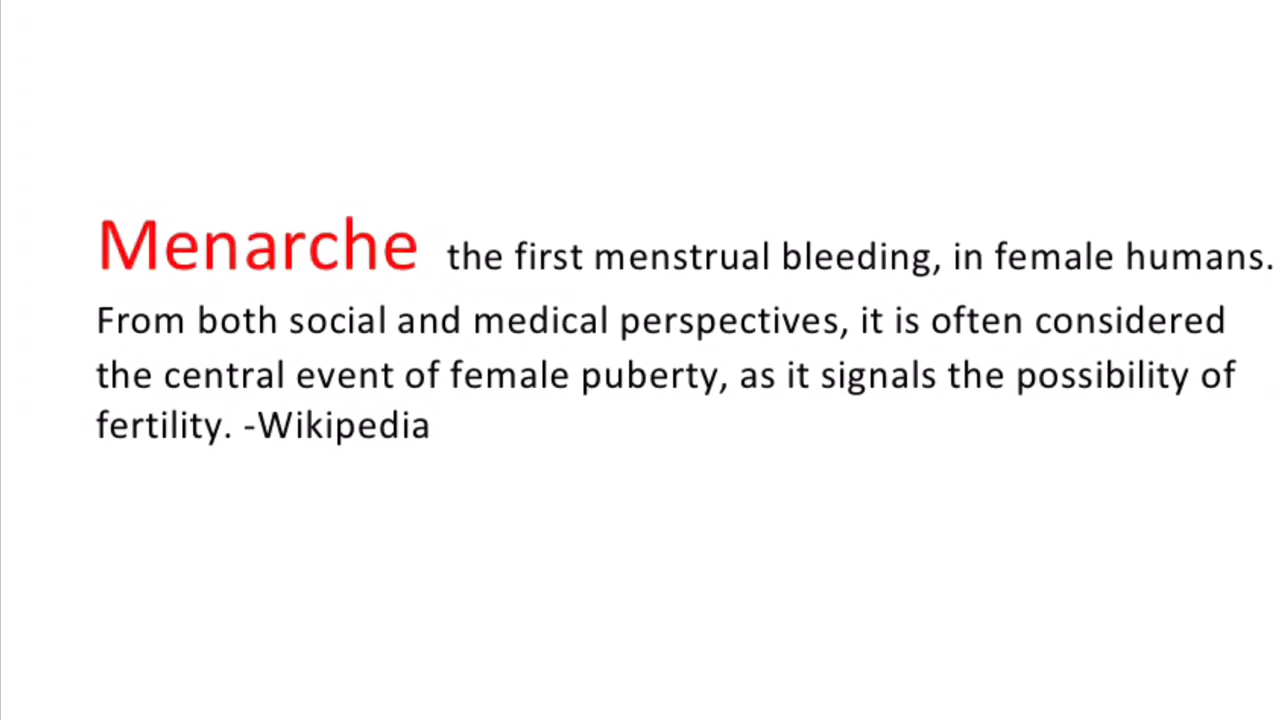 Menarche the first menstrual bleeding, in female humans.
From both social and medical perspectives, it is often considered
the central event of female puberty, as it signals the possibility of
fertility. -Wikipedia